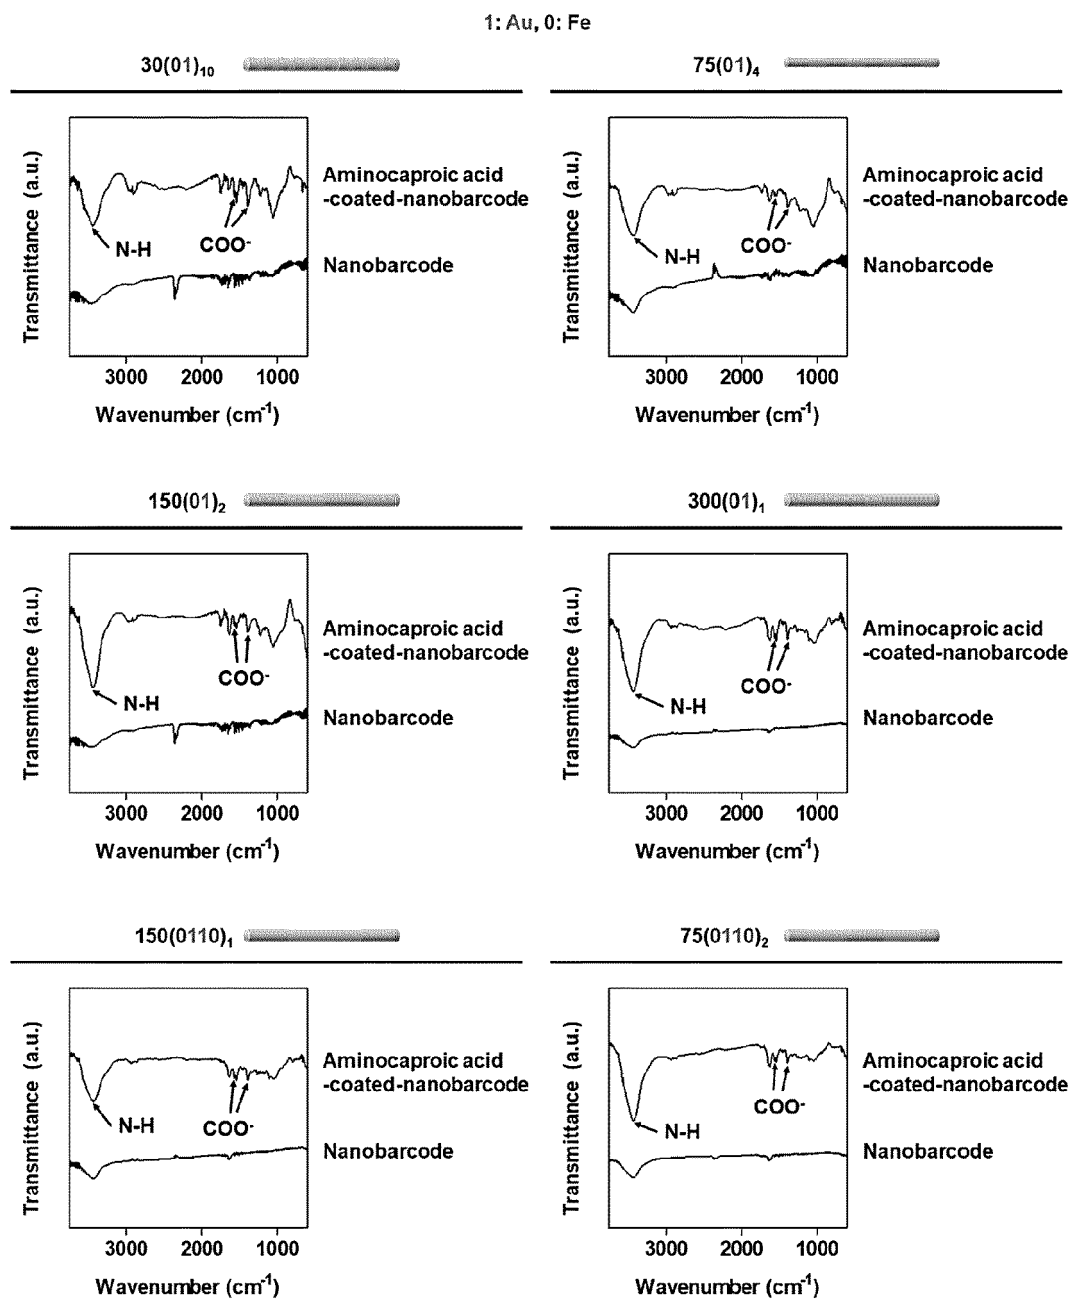 1: Au, 0: Fe
30(01)₁₀
75(01)₄
Transmittance (a.u.)
Aminocaproic acid
-coated-nanobarcode
N-H
COO⁻
Nanobarcode
3000 2000 1000
Wavenumber (cm⁻¹)
Transmittance (a.u.)
Aminocaproic acid
-coated-nanobarcode
COO⁻
N-H
Nanobarcode
3000 2000 1000
Wavenumber (cm⁻¹)
150(01)₂
300(01)₁
Transmittance (a.u.)
Aminocaproic acid
-coated-nanobarcode
COO⁻
N-H
Nanobarcode
3000 2000 1000
Wavenumber (cm⁻¹)
Transmittance (a.u.)
Aminocaproic acid
-coated-nanobarcode
COO⁻
N-H
Nanobarcode
3000 2000 1000
Wavenumber (cm⁻¹)
150(0110)₁
75(0110)₂
Transmittance (a.u.)
Aminocaproic acid
-coated-nanobarcode
N-H
COO⁻
Nanobarcode
3000 2000 1000
Wavenumber (cm⁻¹)
Transmittance (a.u.)
Aminocaproic acid
-coated-nanobarcode
COO⁻
N-H
Nanobarcode
3000 2000 1000
Wavenumber (cm⁻¹)